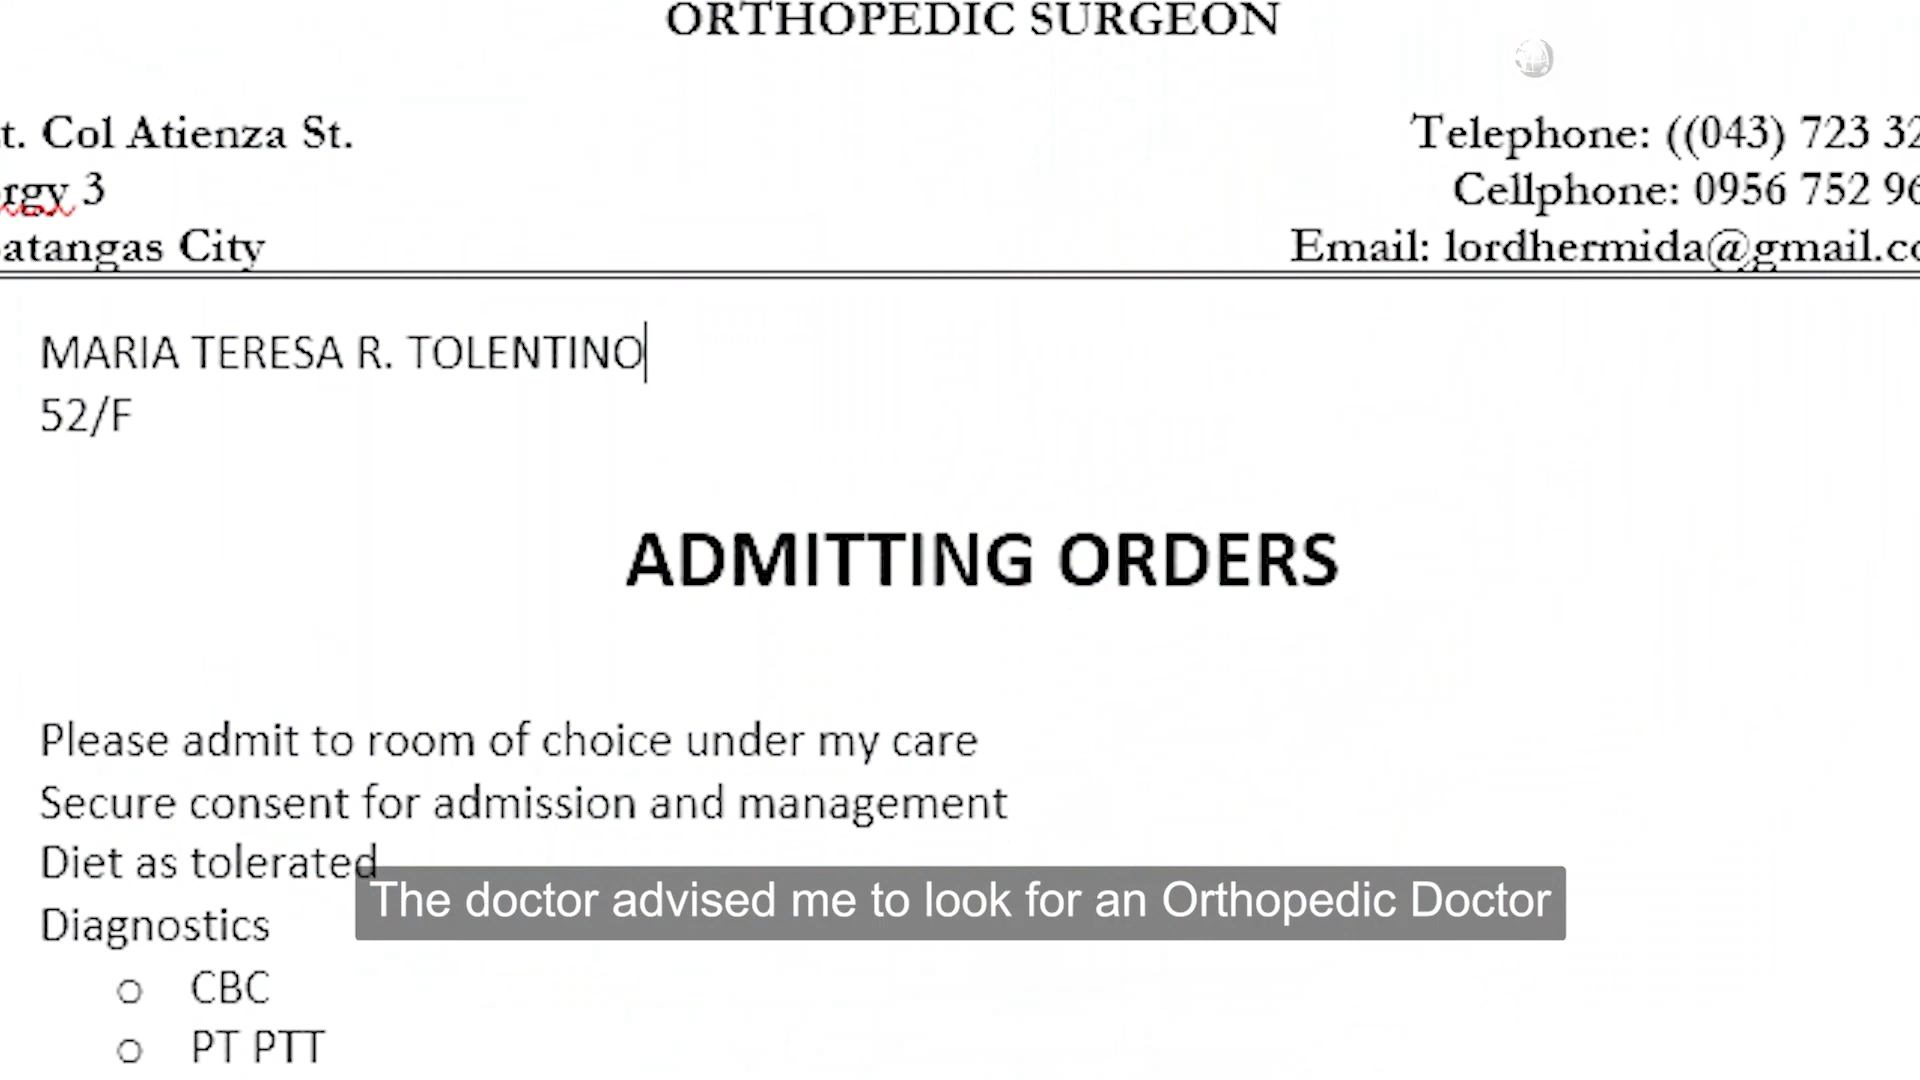 ORTHOPEDIC SURGEON
t. Col Atienza St.
Telephone: ((043) 723 32
rgy 3
Cellphone: 0956 752 96
atangas City
Email: lordhermida@gmail.co
MARIA TERESA R. TOLENTINO
52/F
ADMITTING ORDERS
Please admit to room of choice under my care
Secure consent for admission and management
Diet as tolerated
The doctor advised me to look for an Orthopedic Doctor
Diagnostics
o CBC
o PT PTT